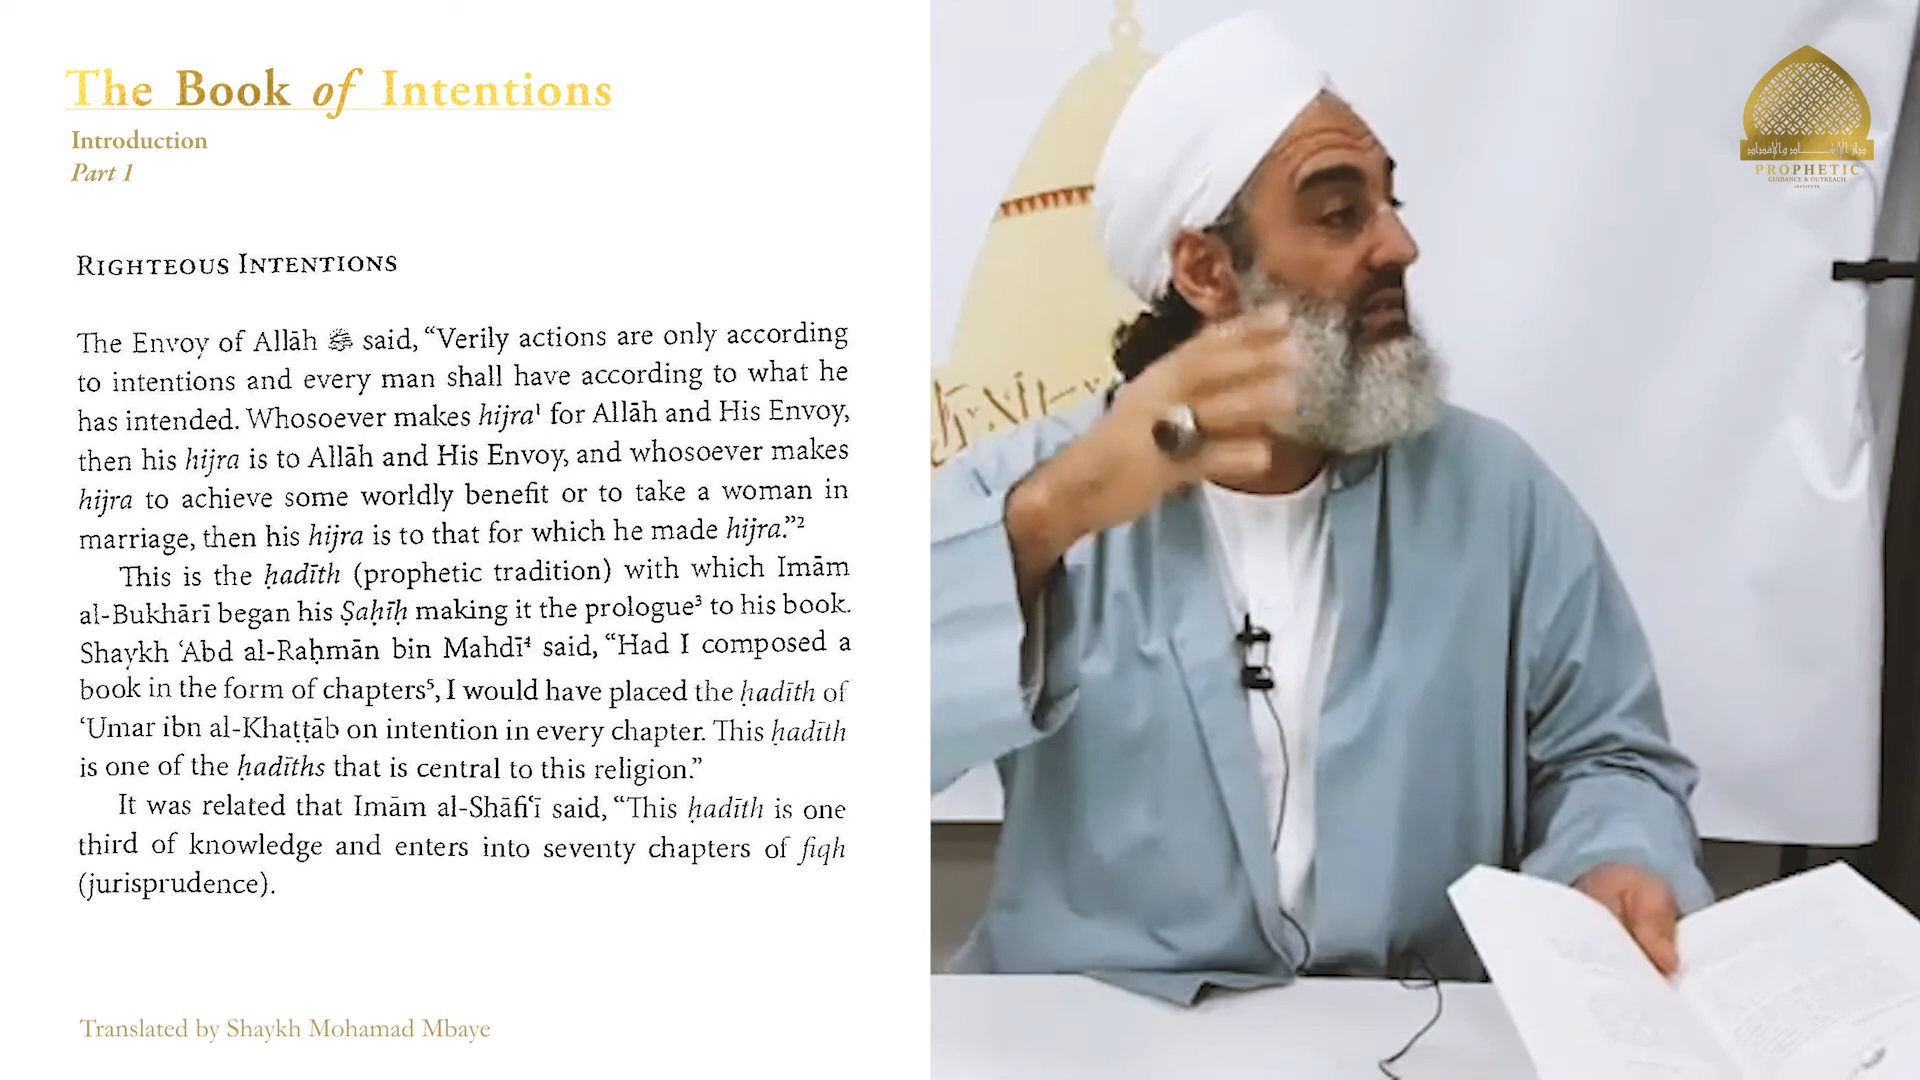 The Book of Intentions
Introduction
Part 1
RIGHTEOUS INTENTIONS
The Envoy of Allāh ﷺ said, “Verily actions are only according
to intentions and every man shall have according to what he
has intended. Whosoever makes hijra¹ for Allāh and His Envoy,
then his hijra is to Allāh and His Envoy, and whosoever makes
hijra to achieve some worldly benefit or to take a woman in
marriage, then his hijra is to that for which he made hijra.”²
This is the ḥadīth (prophetic tradition) with which Imām
al-Bukhārī began his Ṣaḥīḥ making it the prologue³ to his book.
Shaykh ‘Abd al-Raḥmān bin Mahdī⁴ said, “Had I composed a
book in the form of chapters⁵, I would have placed the ḥadīth of
‘Umar ibn al-Khaṭṭāb on intention in every chapter. This ḥadīth
is one of the ḥadīths that is central to this religion.”
It was related that Imām al-Shāfi‘ī said, “This ḥadīth is one
third of knowledge and enters into seventy chapters of fiqh
(jurisprudence).
Translated by Shaykh Mohamad Mbaye
PROPHETIC
GUIDANCE & OUTREACH
INSTITUTE